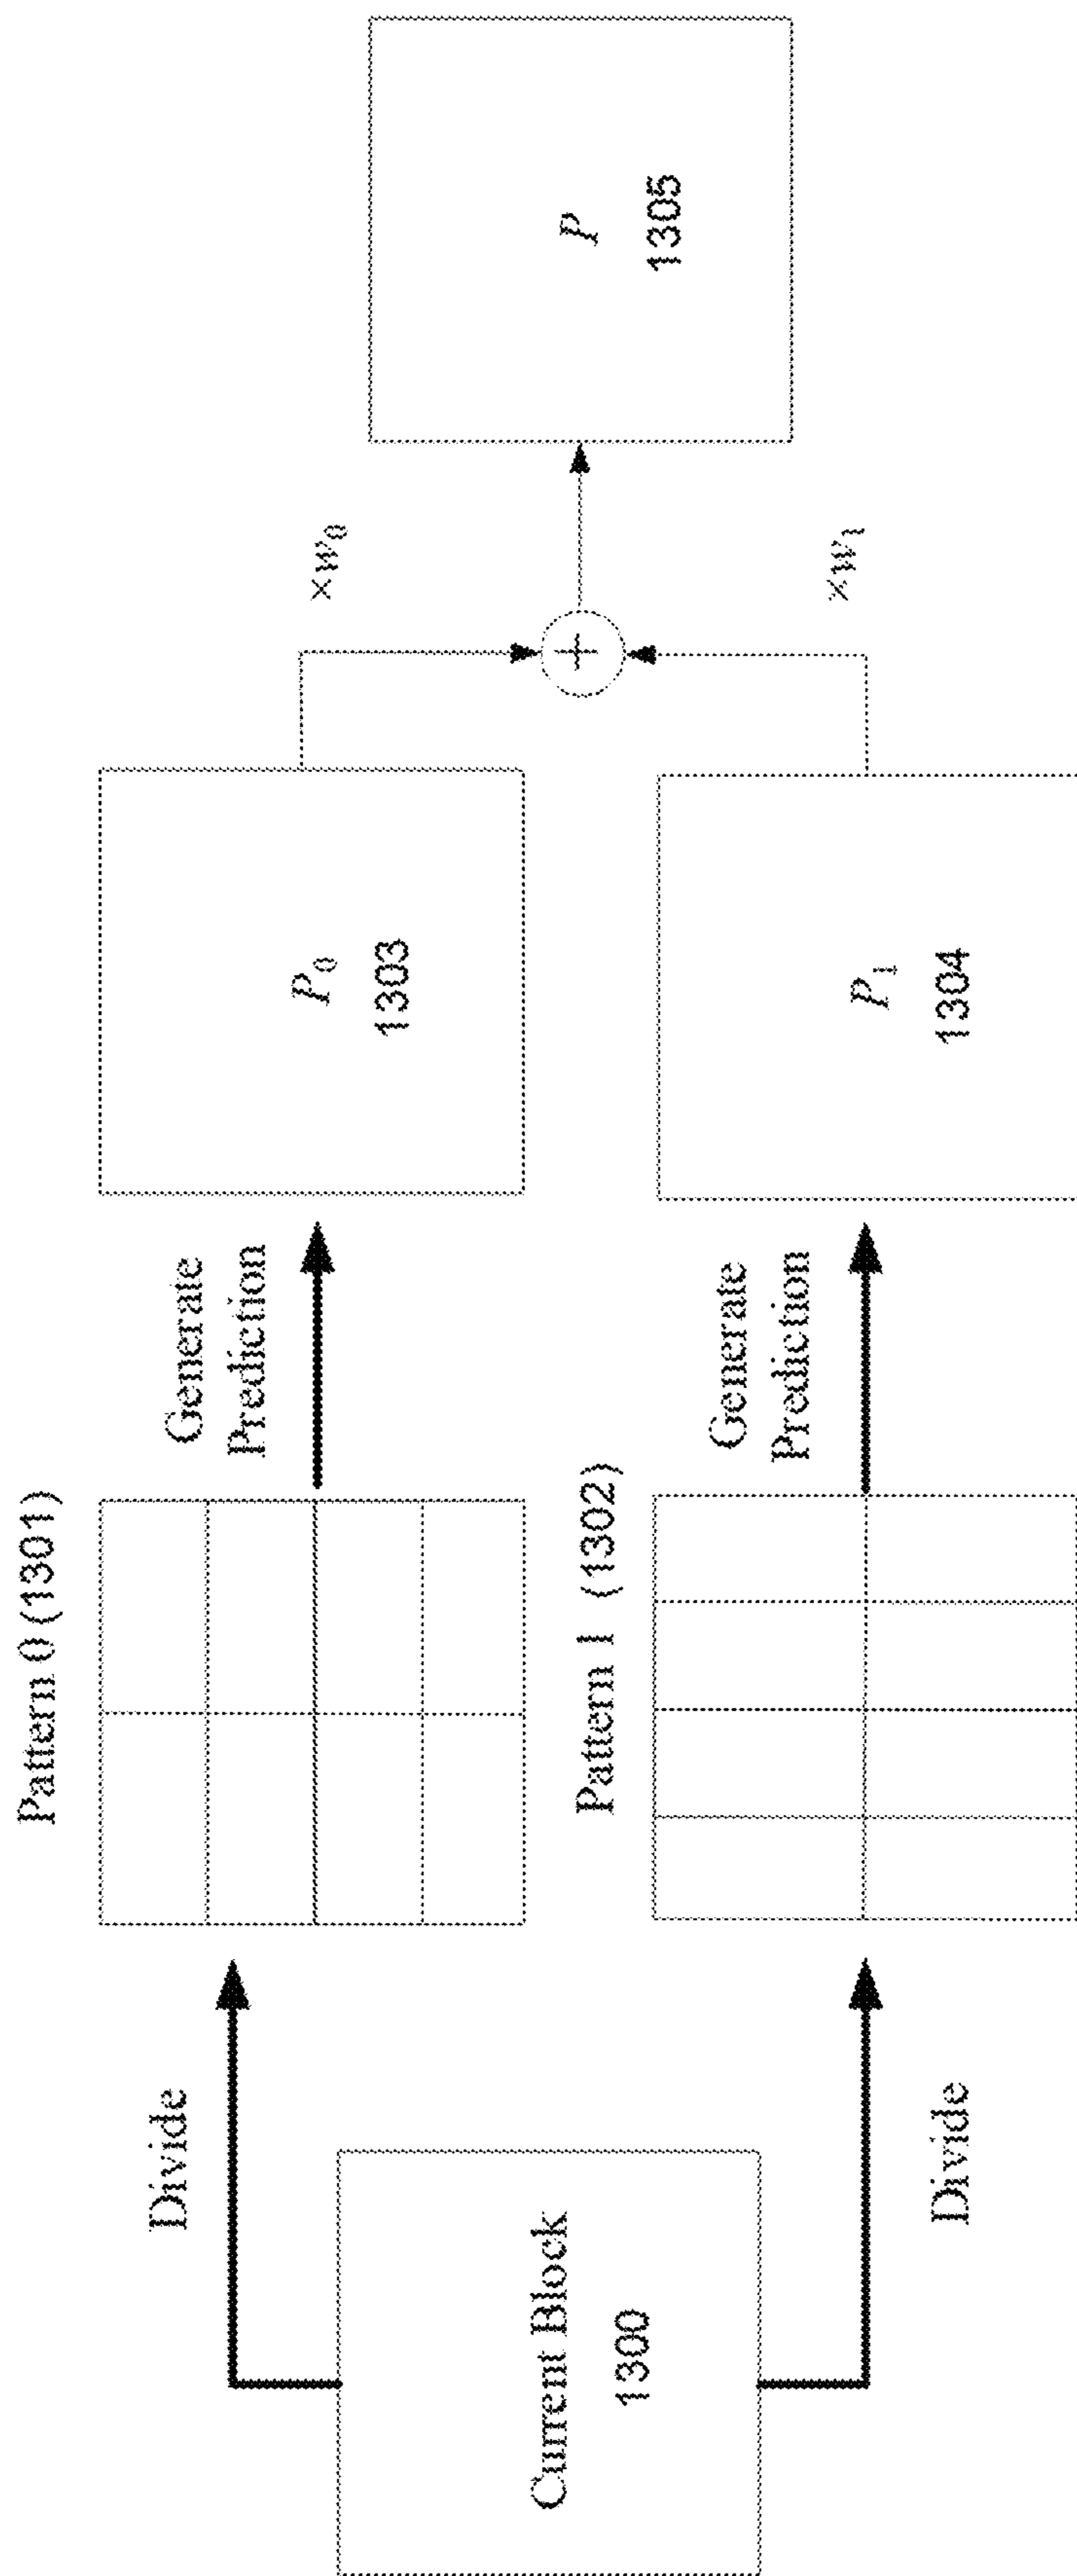 Current Block
1300
Divide
Divide
Pattern 0 (1301)
Pattern 1 (1302)
Generate
Prediction
Generate
Prediction
P₀
1303
P₁
1304
×w₀
×w₁
+
P
1305